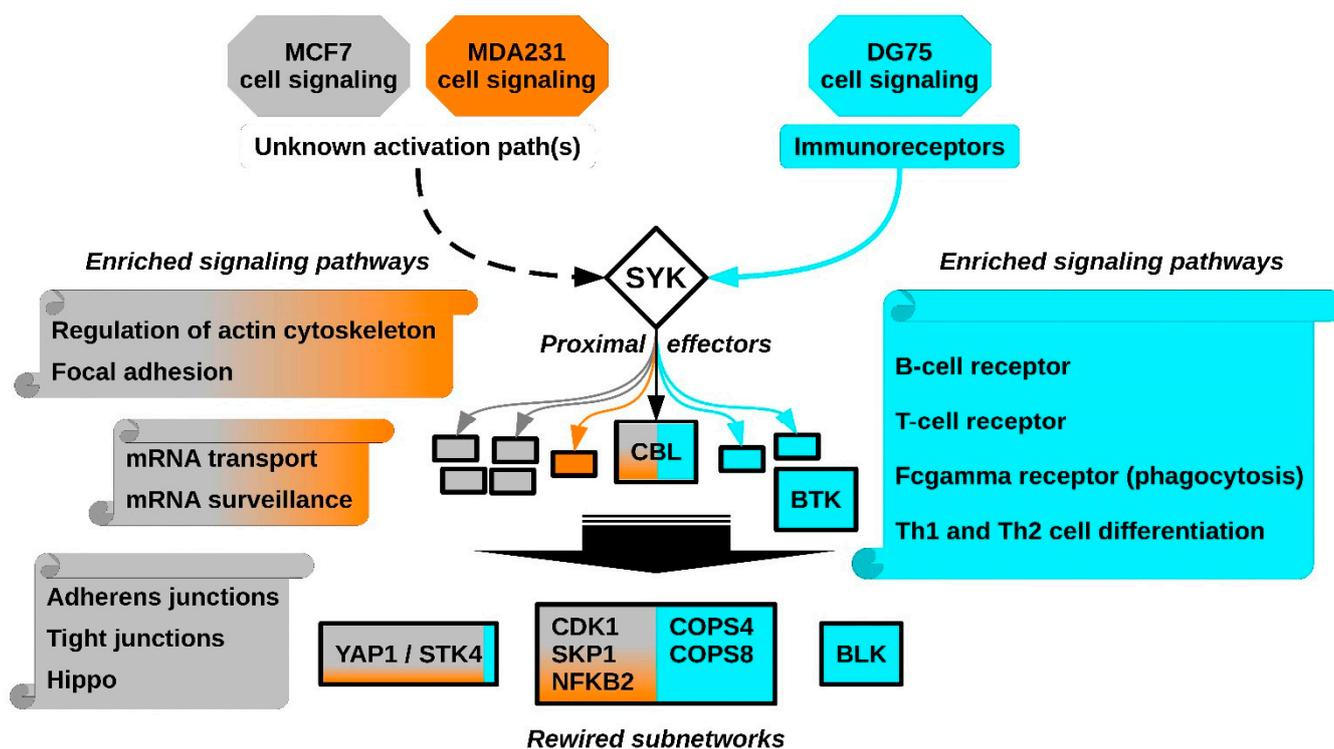 MCF7
cell signaling
MDA231
cell signaling
DG75
cell signaling
Unknown activation path(s)
Immunoreceptors
SYK
Enriched signaling pathways
Regulation of actin cytoskeleton
Focal adhesion
mRNA transport
mRNA surveillance
Adherens junctions
Tight junctions
Hippo
Proximal effectors
CBL
BTK
Enriched signaling pathways
B-cell receptor
T-cell receptor
Fcgamma receptor (phagocytosis)
Th1 and Th2 cell differentiation
YAP1 / STK4
CDK1
SKP1
NFKB2
COPS4
COPS8
BLK
Rewired subnetworks